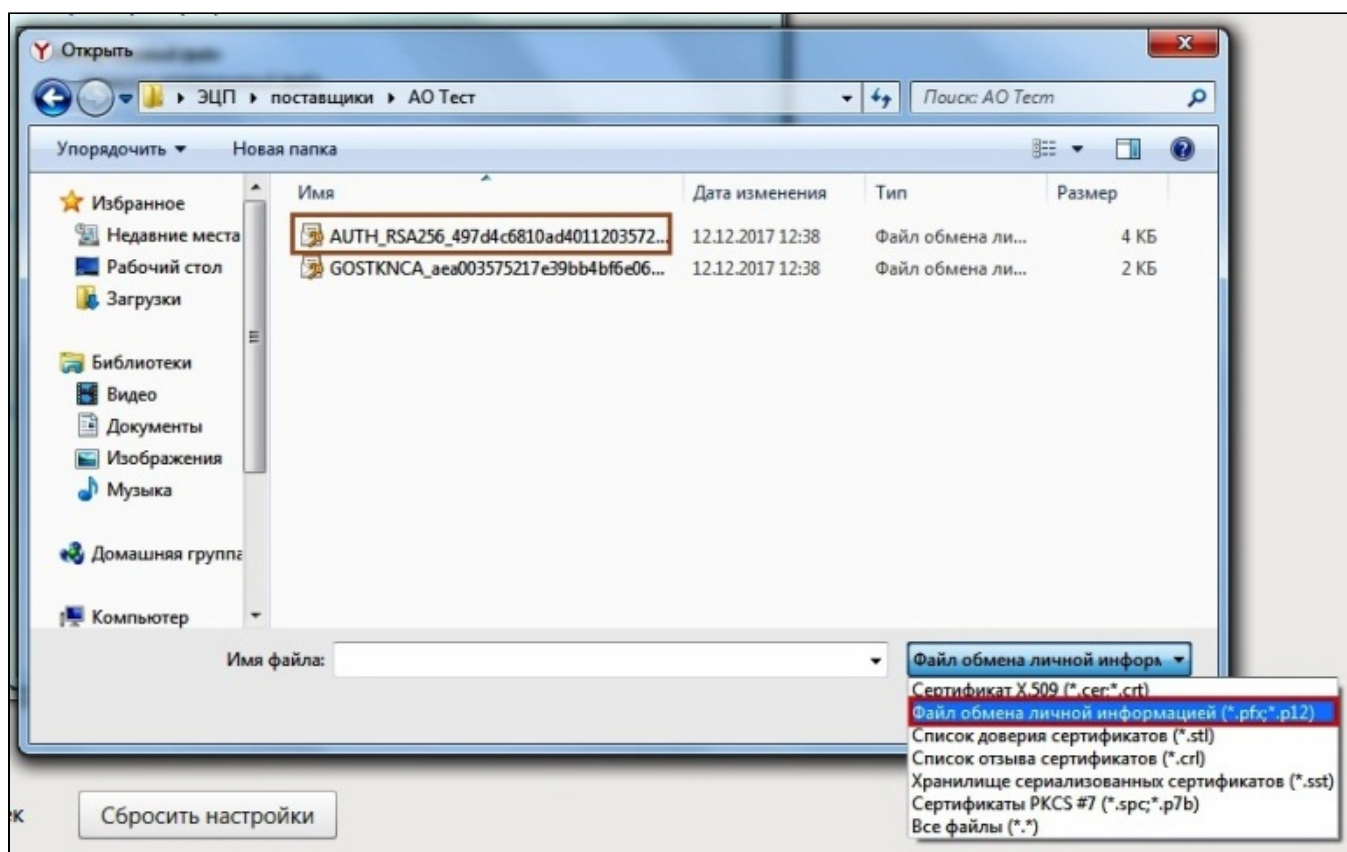 Открыть
ЭЦП ▸ поставщики ▸ АО Тест
Поиск: АО Тест
Упорядочить ▼ Новая папка
Имя Дата изменения Тип Размер
AUTH_RSA256_497d4c6810ad4011203572... 12.12.2017 12:38 Файл обмена ли... 4 КБ
GOSTKNCA_aea003575217e39bb4bf6e06... 12.12.2017 12:38 Файл обмена ли... 2 КБ
Избранное
Недавние места
Рабочий стол
Загрузки
Библиотеки
Видео
Документы
Изображения
Музыка
Домашняя группа
Компьютер
Имя файла:
Файл обмена личной информ
Сертификат X.509 (*.cer;*.crt)
Файл обмена личной информацией (*.pfx;*.p12)
Список доверия сертификатов (*.stl)
Список отзыва сертификатов (*.crl)
Хранилище сериализованных сертификатов (*.sst)
Сертификаты PKCS #7 (*.spc;*.p7b)
Все файлы (*.*)
ек
Сбросить настройки